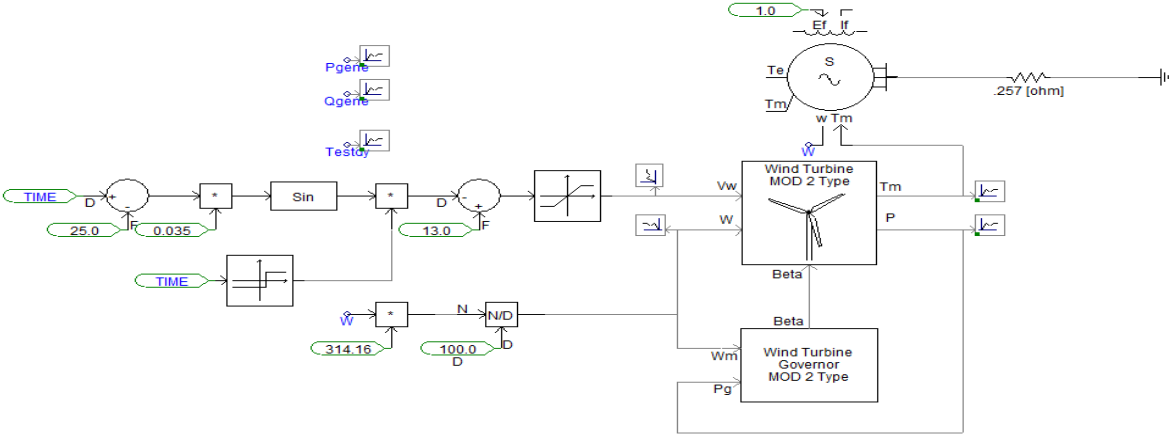 1.0
Ef If
S
Te
Tm
.257 [ohm]
w Tm
W
Pgene
Qgene
Testdy
TIME
D
+
-
F
25.0
*
0.035
Sin
*
D
-
+
F
13.0
TIME
W
*
314.16
N
N/D
D
100.0
D
Vw
W
Wind Turbine
MOD 2 Type
Tm
P
Beta
Beta
Wm
Pg
Wind Turbine
Governor
MOD 2 Type